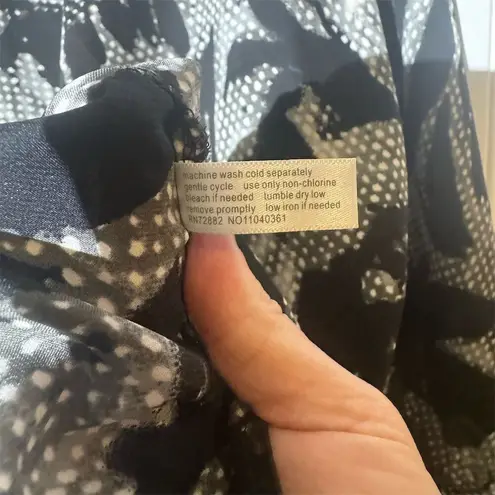 machine wash cold separately
gentle cycle use only non-chlorine
bleach if needed tumble dry low
remove promptly low iron if needed
RN72882 NO11040361